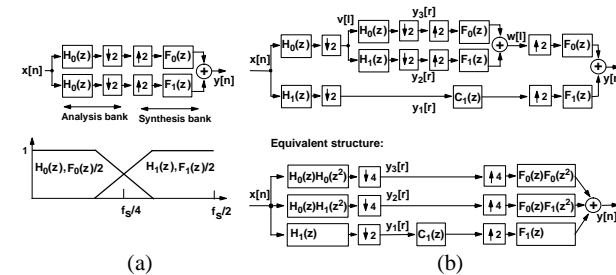 x[n]
H₀(z) ↓2 ↑2 F₀(z)
H₁(z) ↓2 ↑2 F₁(z)
+
y[n]
Analysis bank Synthesis bank
1
H₀(z), F₀(z)/2 H₁(z), F₁(z)/2
fₛ/4
fₛ/2
(a)
(b)
v[l] y₃[r]
H₀(z) ↓2 H₀(z) ↓2 ↑2 F₀(z) w[l] ↑2 F₀(z)
x[n] + +
H₁(z) ↓2 ↑2 F₁(z) y[n]
y₂[r]
H₁(z) ↓2 C₁(z) ↑2 F₁(z)
y₁[r]
Equivalent structure:
y₃[r]
H₀(z)H₀(z²) ↓4 ↑4 F₀(z)F₀(z²)
x[n] y₂[r]
H₀(z)H₁(z²) ↓4 ↑4 F₀(z)F₁(z²) +
y₁[r] y[n]
H₁(z) ↓2 C₁(z) ↑2 F₁(z)
(a) (b)